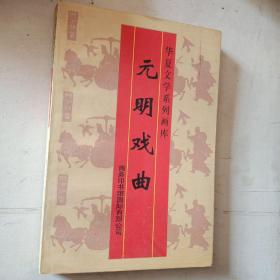 华夏文学系列画库
元明戏曲
商务印书馆国际有限公司